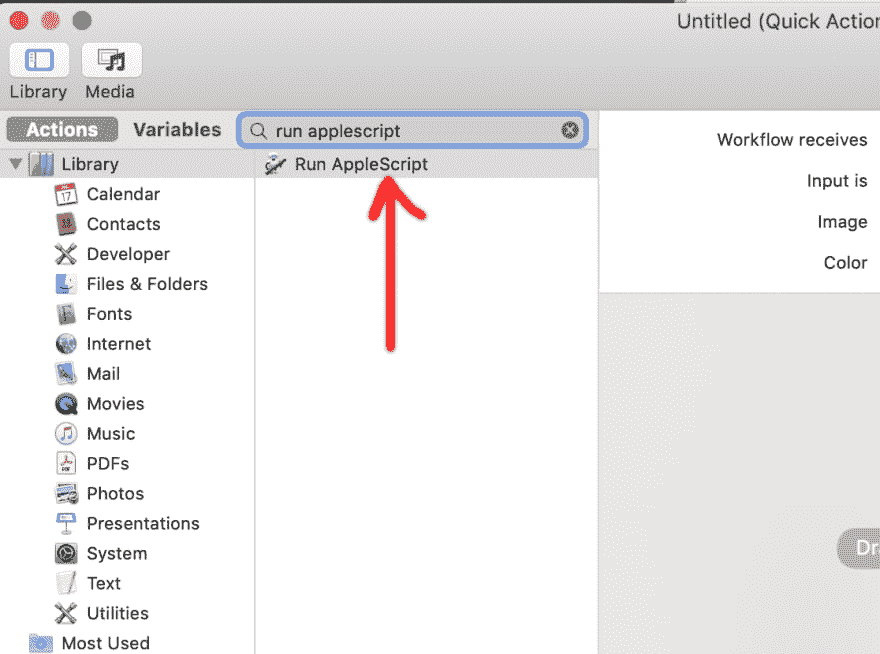 Untitled (Quick Action
Library Media
Actions Variables run applescript
Library
Calendar
Contacts
Developer
Files & Folders
Fonts
Internet
Mail
Movies
Music
PDFs
Photos
Presentations
System
Text
Utilities
Most Used
Run AppleScript
Workflow receives
Input is
Image
Color
Dr